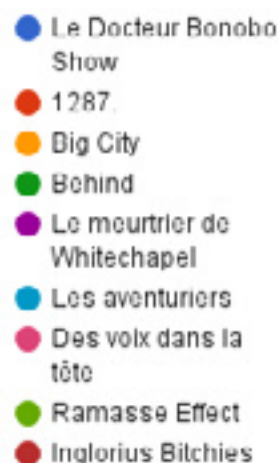 Le Docteur Bonobo
Show
1287
Big City
Behind
Le meurtrier de
Whitechapel
Les aventuriers
Des voix dans la
tête
Ramasse Effect
Inglorius Bitchies